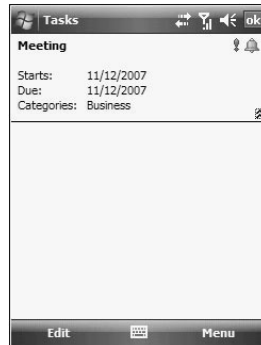 Tasks ok
Meeting
Starts: 11/12/2007
Due: 11/12/2007
Categories: Business
Edit Menu